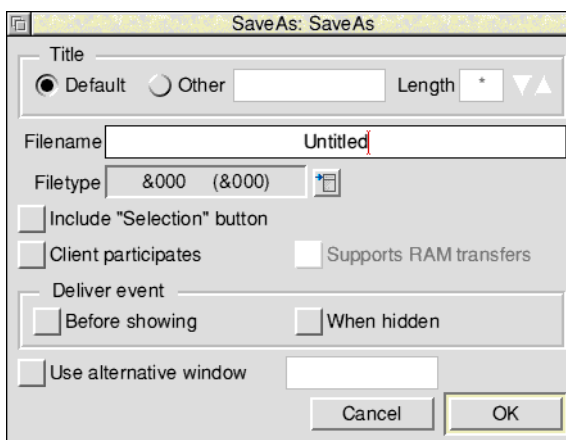 SaveAs: SaveAs
Title
Default Other Length *
Filename Untitled
Filetype &000 (&000)
Include "Selection" button
Client participates Supports RAM transfers
Deliver event
Before showing When hidden
Use alternative window
Cancel OK